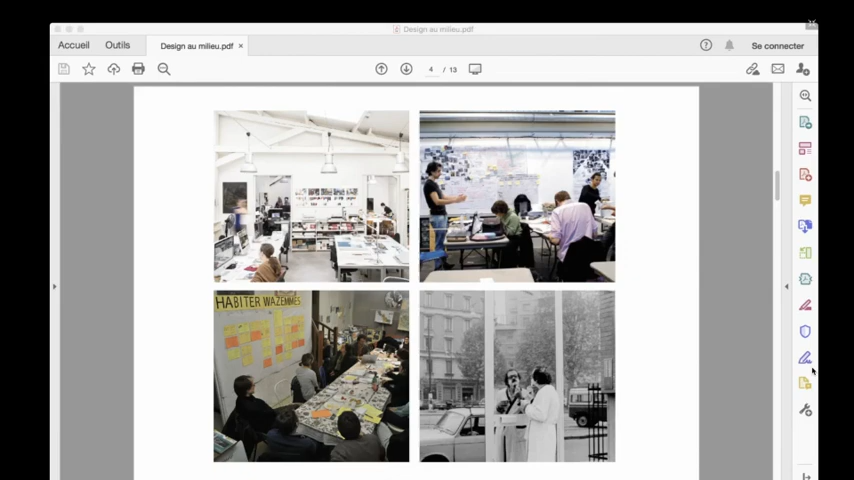 Design au milieu.pdf
Accueil Outils Design au milieu.pdf × Se connecter
4 / 13
HABITER WAZEMMES